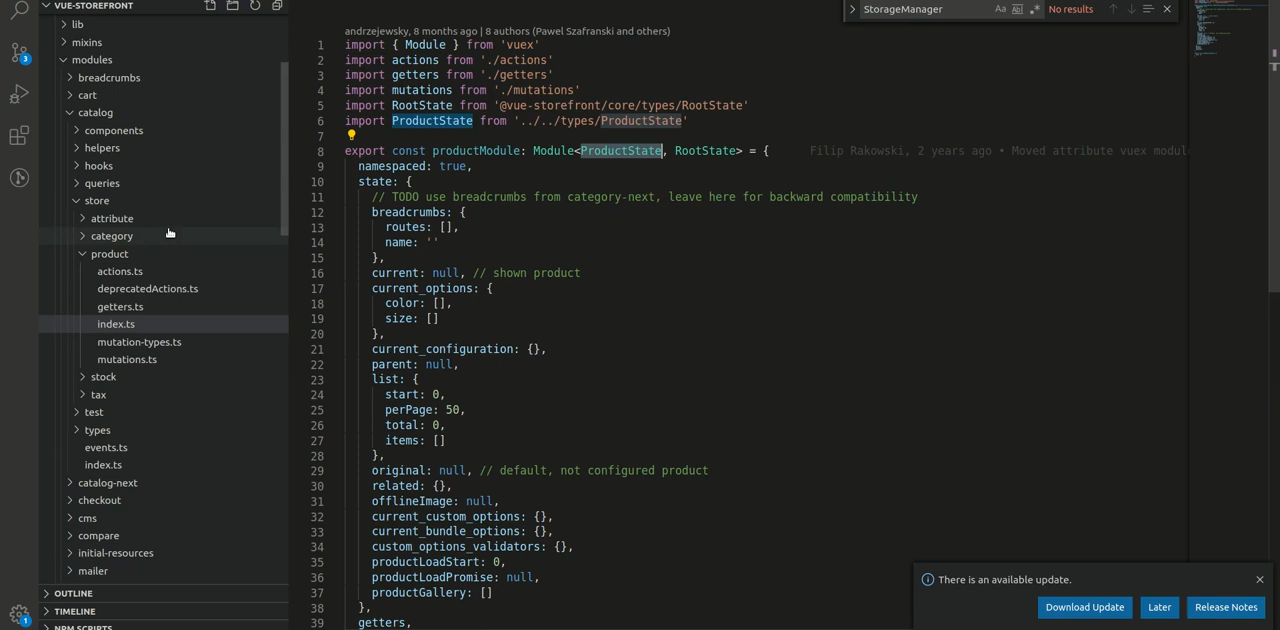 VUE-STOREFRONT
lib
mixins
modules
breadcrumbs
cart
catalog
components
helpers
hooks
queries
store
attribute
category
product
actions.ts
deprecatedActions.ts
getters.ts
index.ts
mutation-types.ts
mutations.ts
stock
tax
test
types
events.ts
index.ts
catalog-next
checkout
cms
compare
initial-resources
mailer
OUTLINE
TIMELINE
NPM SCRIPTS
3
1
StorageManager
Aa Abl .* No results
andrzejewsky, 8 months ago | 8 authors (Pawel Szafranski and others)
1 import { Module } from 'vuex'
2 import actions from './actions'
3 import getters from './getters'
4 import mutations from './mutations'
5 import RootState from '@vue-storefront/core/types/RootState'
6 import ProductState from '../../types/ProductState'
7
8 export const productModule: Module<ProductState, RootState> = { Filip Rakowski, 2 years ago • Moved attribute vuex modul
9 namespaced: true,
10 state: {
11 // TODO use breadcrumbs from category-next, leave here for backward compatibility
12 breadcrumbs: {
13 routes: [],
14 name: ''
15 },
16 current: null, // shown product
17 current_options: {
18 color: [],
19 size: []
20 },
21 current_configuration: {},
22 parent: null,
23 list: {
24 start: 0,
25 perPage: 50,
26 total: 0,
27 items: []
28 },
29 original: null, // default, not configured product
30 related: {},
31 offlineImage: null,
32 current_custom_options: {},
33 current_bundle_options: {},
34 custom_options_validators: {},
35 productLoadStart: 0,
36 productLoadPromise: null,
37 productGallery: []
38 },
39 getters,
There is an available update.
Download Update
Later
Release Notes